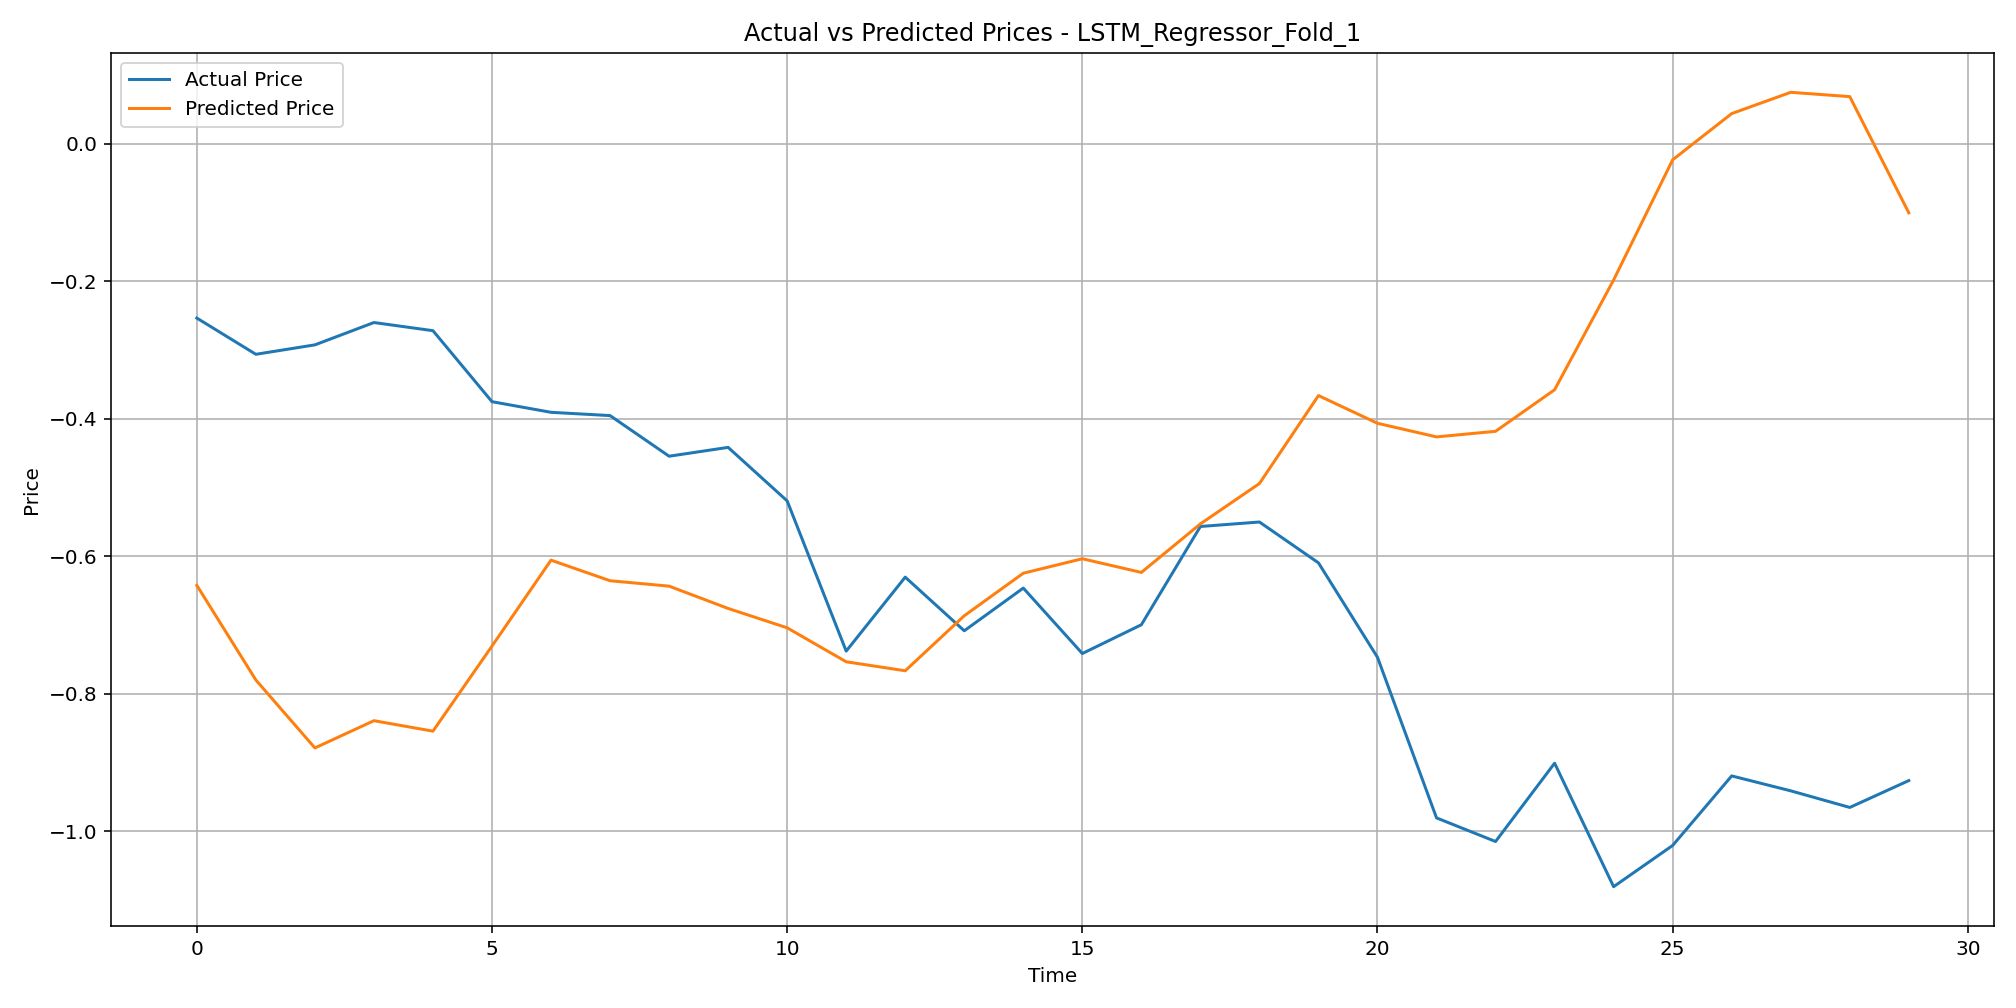 Actual vs Predicted Prices - LSTM_Regressor_Fold_1
Actual Price
Predicted Price
0.0
−0.2
−0.4
−0.6
−0.8
−1.0
Price
0 5 10 15 20 25 30
Time